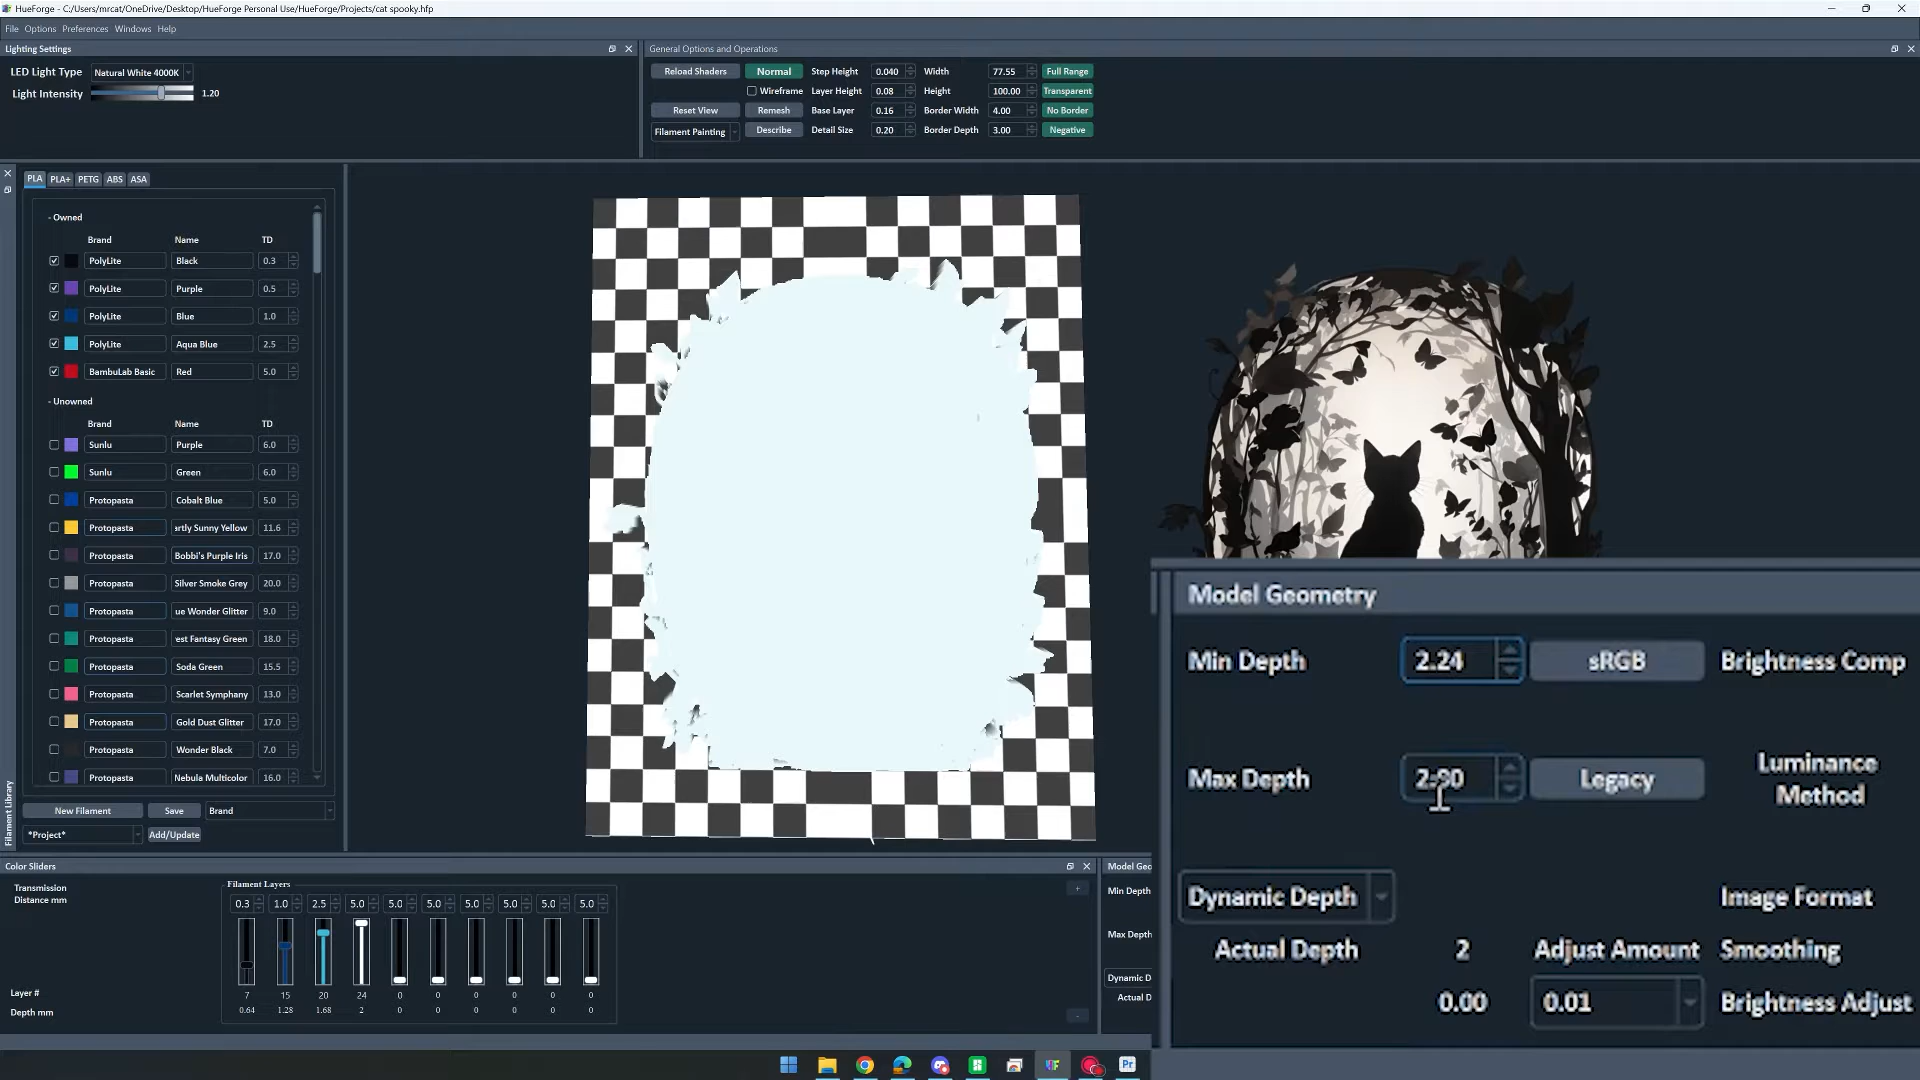 HueForge - C:/Users/mrcat/OneDrive/Desktop/HueForge Personal Use/HueForge/Projects/cat spooky.hfp
File Options Preferences Windows Help
Lighting Settings
LED Light Type Natural White 4000K
Light Intensity 1.20
General Options and Operations
Reload Shaders Normal Step Height 0.040 Width 77.55 Full Range
Wireframe Layer Height 0.08 Height 100.00 Transparent
Reset View Remesh Base Layer 0.16 Border Width 4.00 No Border
Filament Painting Describe Detail Size 0.20 Border Depth 3.00 Negative
Filament Library
PLA PLA+ PETG ABS ASA
- Owned
Brand Name TD
PolyLite Black 0.3
PolyLite Purple 0.5
PolyLite Blue 1.0
PolyLite Aqua Blue 2.5
BambuLab Basic Red 5.0
- Unowned
Brand Name TD
Sunlu Purple 6.0
Sunlu Green 6.0
Protopasta Cobalt Blue 5.0
Protopasta artly Sunny Yellow 11.6
Protopasta Bobbi's Purple Iris 17.0
Protopasta Silver Smoke Grey 20.0
Protopasta ue Wonder Glitter 9.0
Protopasta est Fantasy Green 18.0
Protopasta Soda Green 15.5
Protopasta Scarlet Symphany 13.0
Protopasta Gold Dust Glitter 17.0
Protopasta Wonder Black 7.0
Protopasta Nebula Multicolor 16.0
New Filament Save Brand
*Project* Add/Update
Color Sliders
Transmission
Distance mm
Filament Layers
0.3 1.0 2.5 5.0 5.0 5.0 5.0 5.0 5.0 5.0
Layer # 7 15 20 24 0 0 0 0 0 0
Depth mm 0.64 1.28 1.68 2 0 0 0 0 0 0
+
-
Model Geo
Min Depth
Max Depth
Dynamic D
Actual D
Model Geometry
Min Depth 2.24 sRGB Brightness Comp
Max Depth Legacy Luminance
Method
Dynamic Depth Image Format
Actual Depth 2 Adjust Amount Smoothing
0.00 0.01 Brightness Adjust
Pr